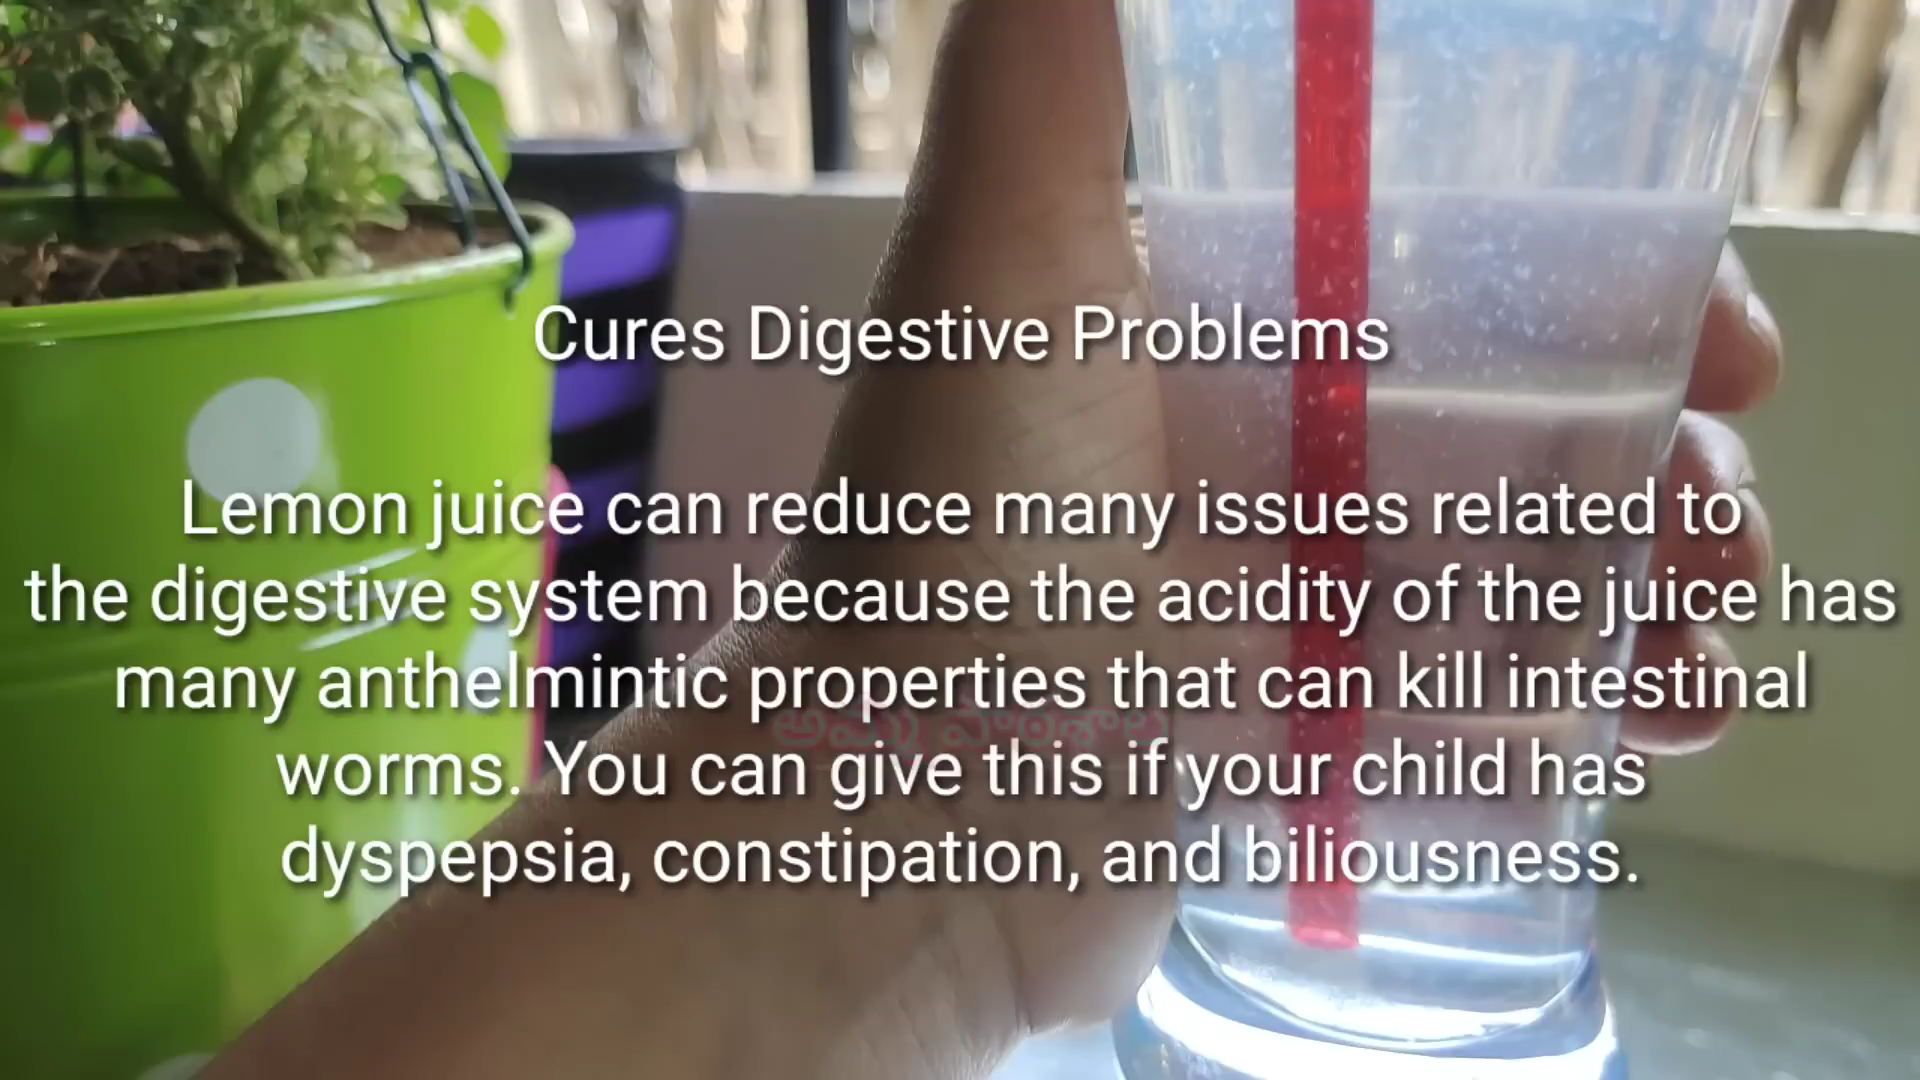 Cures Digestive Problems
Lemon juice can reduce many issues related to
the digestive system because the acidity of the juice has
many anthelmintic properties that can kill intestinal
అమ్మ పాఠశాల
worms. You can give this if your child has
dyspepsia, constipation, and biliousness.